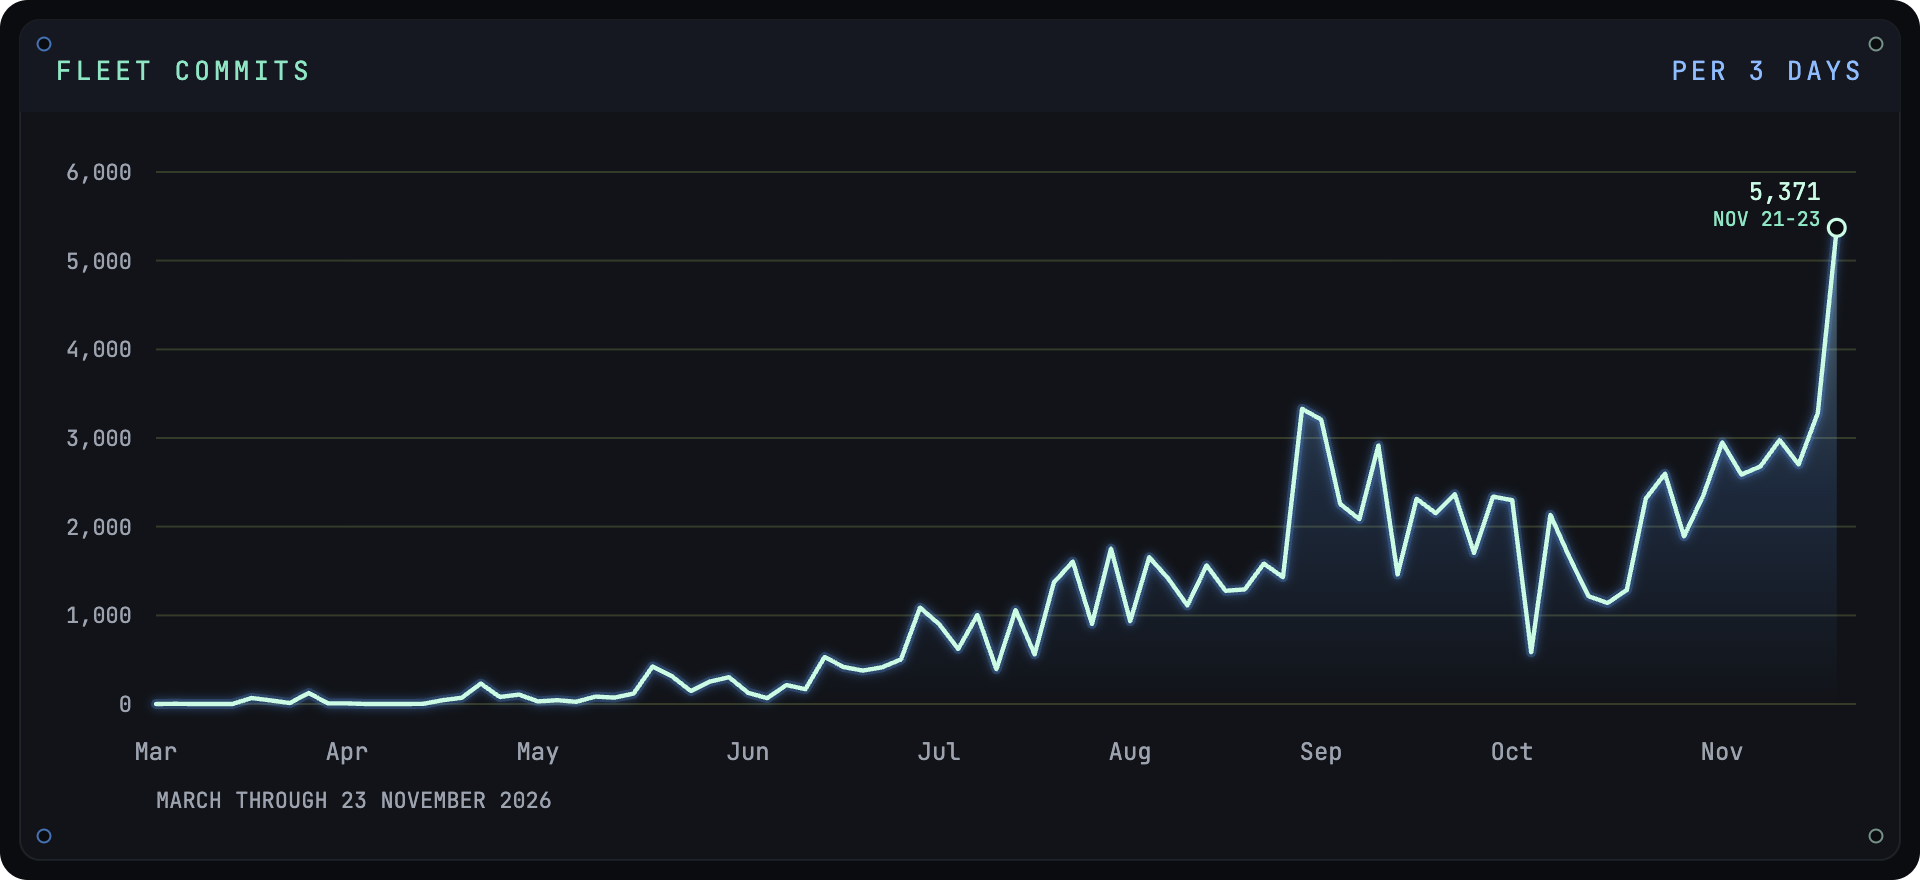 FLEET COMMITS
PER 3 DAYS
6,000
5,371
NOV 21-23
5,000
4,000
3,000
2,000
1,000
0
Mar Apr May Jun Jul Aug Sep Oct Nov
MARCH THROUGH 23 NOVEMBER 2026